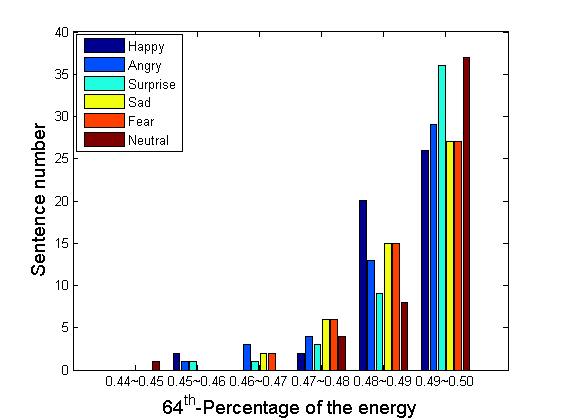 40
35
30
25
20
15
10
5
0
Sentence number
Happy
Angry
Surprise
Sad
Fear
Neutral
0.44~0.45 0.45~0.46 0.46~0.47 0.47~0.48 0.48~0.49 0.49~0.50
64th-Percentage of the energy